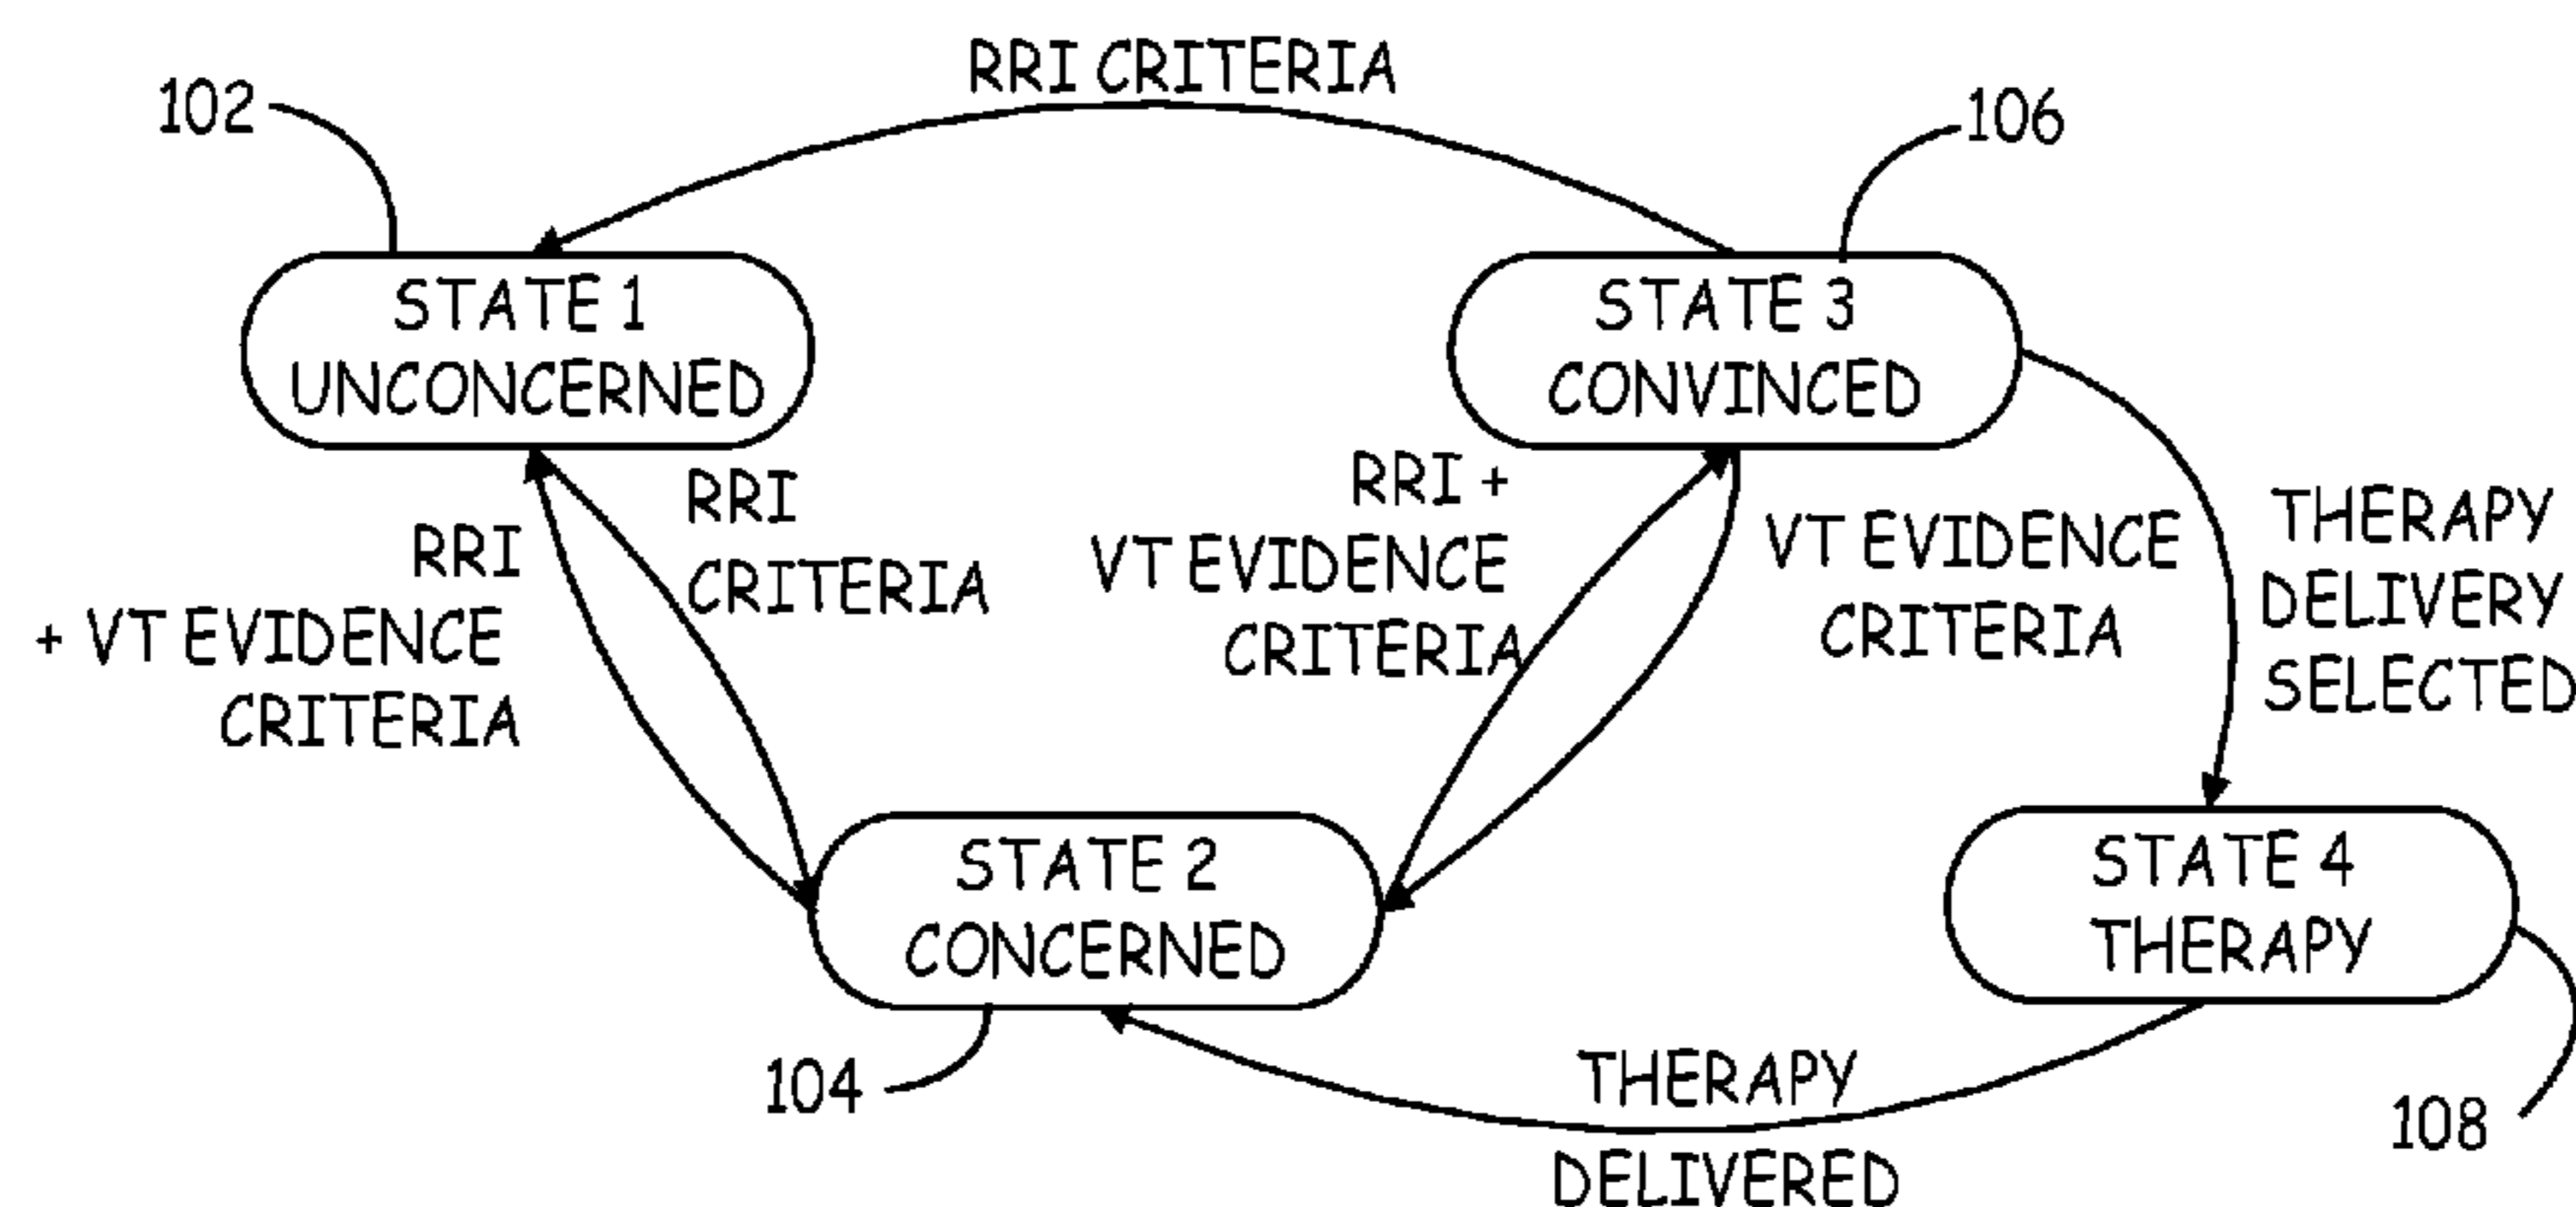 RRI CRITERIA
102
106
STATE 1
UNCONCERNED
STATE 3
CONVINCED
RRI
+ VT EVIDENCE
CRITERIA
RRI
CRITERIA
RRI +
VT EVIDENCE
CRITERIA
VT EVIDENCE
CRITERIA
THERAPY
DELIVERY
SELECTED
STATE 2
CONCERNED
STATE 4
THERAPY
104
THERAPY
DELIVERED
108